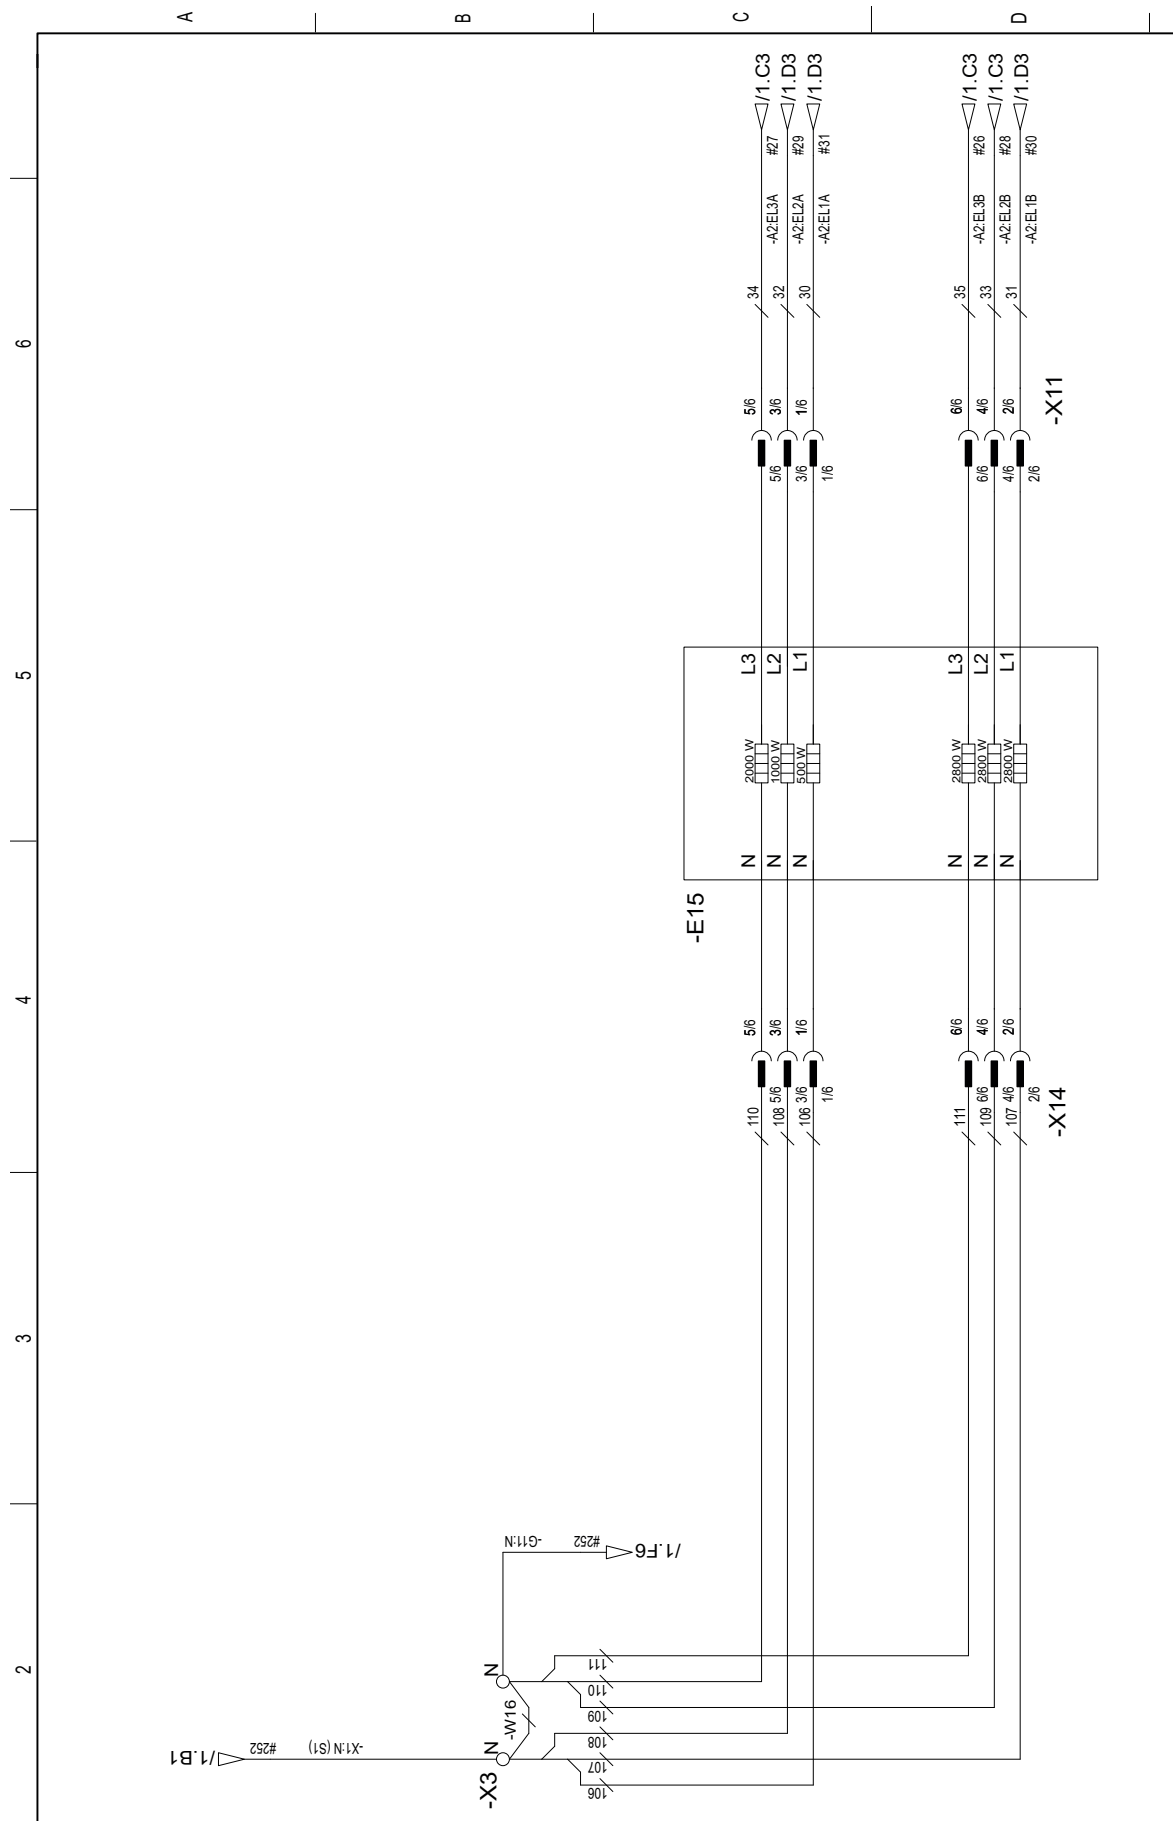 A
B
C
D
6
5
4
3
2
/1.C3
/1.D3
/1.D3
/1.C3
/1.C3
/1.D3
#27
#29
#31
#26
#28
#30
-A2:EL3A
-A2:EL2A
-A2:EL1A
-A2:EL3B
-A2:EL2B
-A2:EL1B
34
32
30
35
33
31
5/6
3/6
1/6
6/6
4/6
2/6
-X11
5/6
3/6
1/6
6/6
4/6
2/6
L3
L2
L1
L3
L2
L1
2000 W
1000 W
500 W
2800 W
2800 W
2800 W
N
N
N
N
N
N
-E15
5/6
3/6
1/6
6/6
4/6
2/6
110
108
106
5/6
3/6
1/6
111
109
107
6/6
4/6
2/6
-X14
-G11:N
#252
/1.F6
N
111
110
109
-W16
108
107
106
N
-X3
/1.B1
#252
-X1:N (S1)